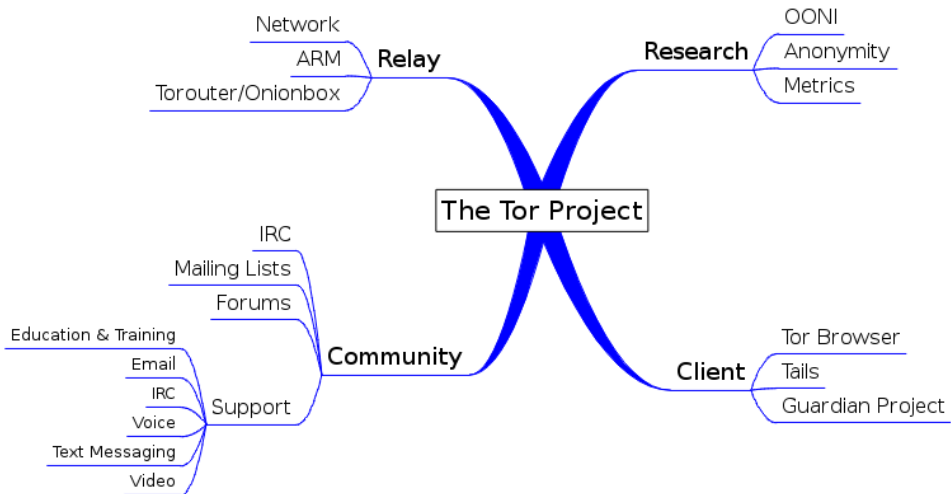 The Tor Project
Relay
Network
ARM
Torouter/Onionbox
Research
OONI
Anonymity
Metrics
Community
IRC
Mailing Lists
Forums
Support
Education & Training
Email
IRC
Voice
Text Messaging
Video
Client
Tor Browser
Tails
Guardian Project